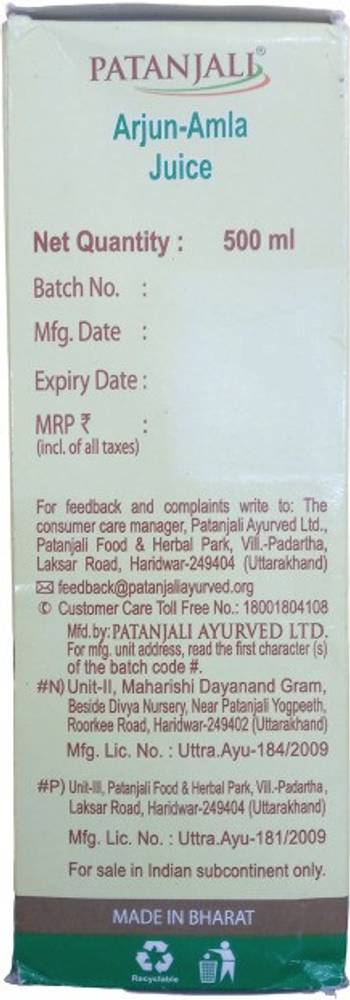 PATANJALI®
Arjun-Amla
Juice
Net Quantity : 500 ml
Batch No. :
Mfg. Date :
Expiry Date :
MRP ₹ :
(incl. of all taxes)
For feedback and complaints write to: The
consumer care manager, Patanjali Ayurved Ltd.,
Patanjali Food & Herbal Park, Vill.-Padartha,
Laksar Road, Haridwar-249404 (Uttarakhand)
feedback@patanjaliayurved.org
Customer Care Toll Free No.: 18001804108
Mfd. by: PATANJALI AYURVED LTD.
For mfg. unit address, read the first character (s)
of the batch code #.
#N) Unit-II, Maharishi Dayanand Gram,
Beside Divya Nursery, Near Patanjali Yogpeeth,
Roorkee Road, Haridwar-249402 (Uttarakhand)
Mfg. Lic. No. : Uttra.Ayu-184/2009
#P) Unit-III, Patanjali Food & Herbal Park, Vill.-Padartha,
Laksar Road, Haridwar-249404 (Uttarakhand)
Mfg. Lic. No. : Uttra.Ayu-181/2009
For sale in Indian subcontinent only.
MADE IN BHARAT
Recyclable